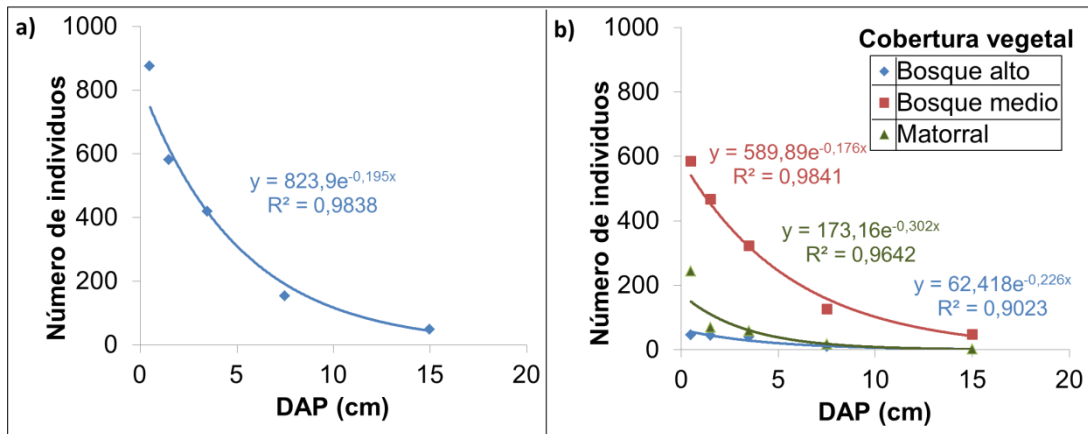 a)
Número de individuos
1000
800
600
400
200
0
y = 823,9e^-0,195x
R² = 0,9838
0 5 10 15 20
DAP (cm)
b)
Número de individuos
1000
800
600
400
200
0
Cobertura vegetal
Bosque alto
Bosque medio
Matorral
y = 589,89e^-0,176x
R² = 0,9841
y = 173,16e^-0,302x
R² = 0,9642
y = 62,418e^-0,226x
R² = 0,9023
0 5 10 15 20
DAP (cm)